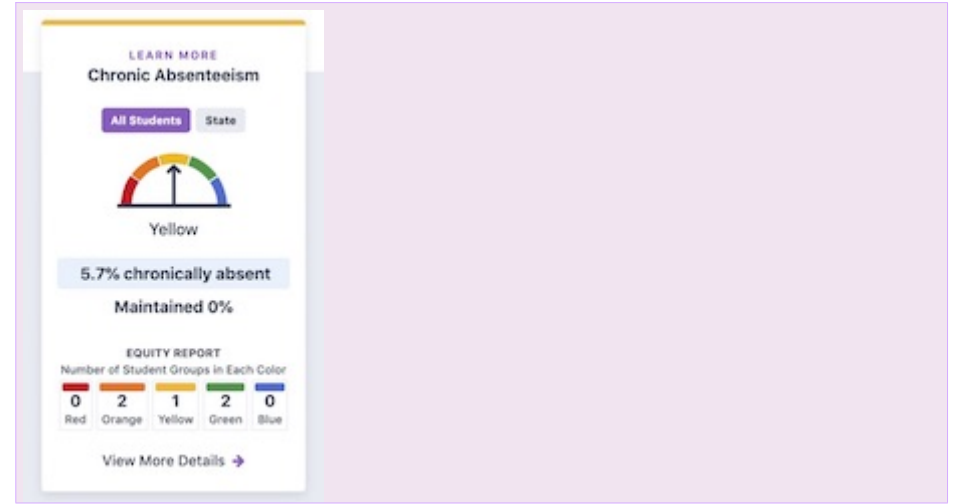 LEARN MORE
Chronic Absenteeism
All Students State
Yellow
5.7% chronically absent
Maintained 0%
EQUITY REPORT
Number of Student Groups in Each Color
0 2 1 2 0
Red Orange Yellow Green Blue
View More Details →